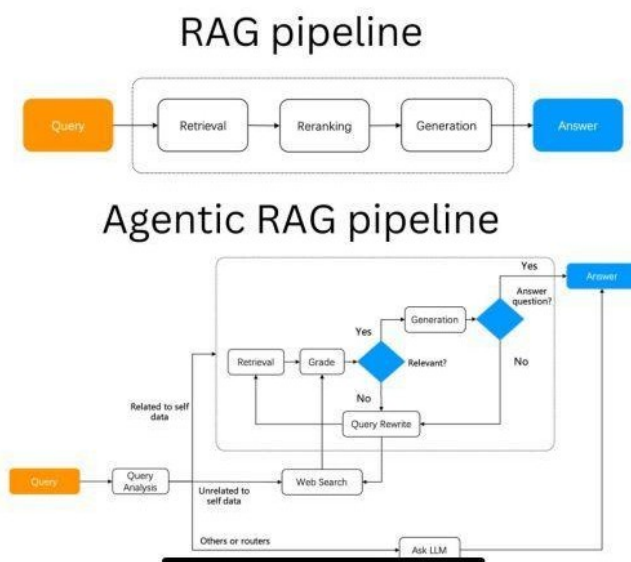 RAG pipeline
Query
Retrieval
Reranking
Generation
Answer
Agentic RAG pipeline
Yes
Answer
Answer
question?
Generation
Yes
Retrieval
Grade
Relevant?
No
No
Related to self
data
Query Rewrite
Query
Query
Analysis
Unrelated to
self data
Web Search
Others or routers
Ask LLM